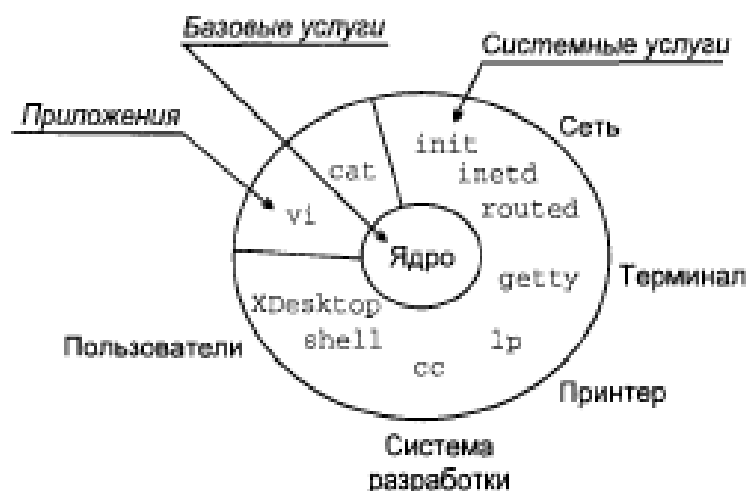 Базовые услуги
Системные услуги
Приложения
Сеть
init
cat
inetd
vi
routed
Ядро
getty
Терминал
XDesktop
Пользователи
shell
lp
cc
Принтер
Система
разработки